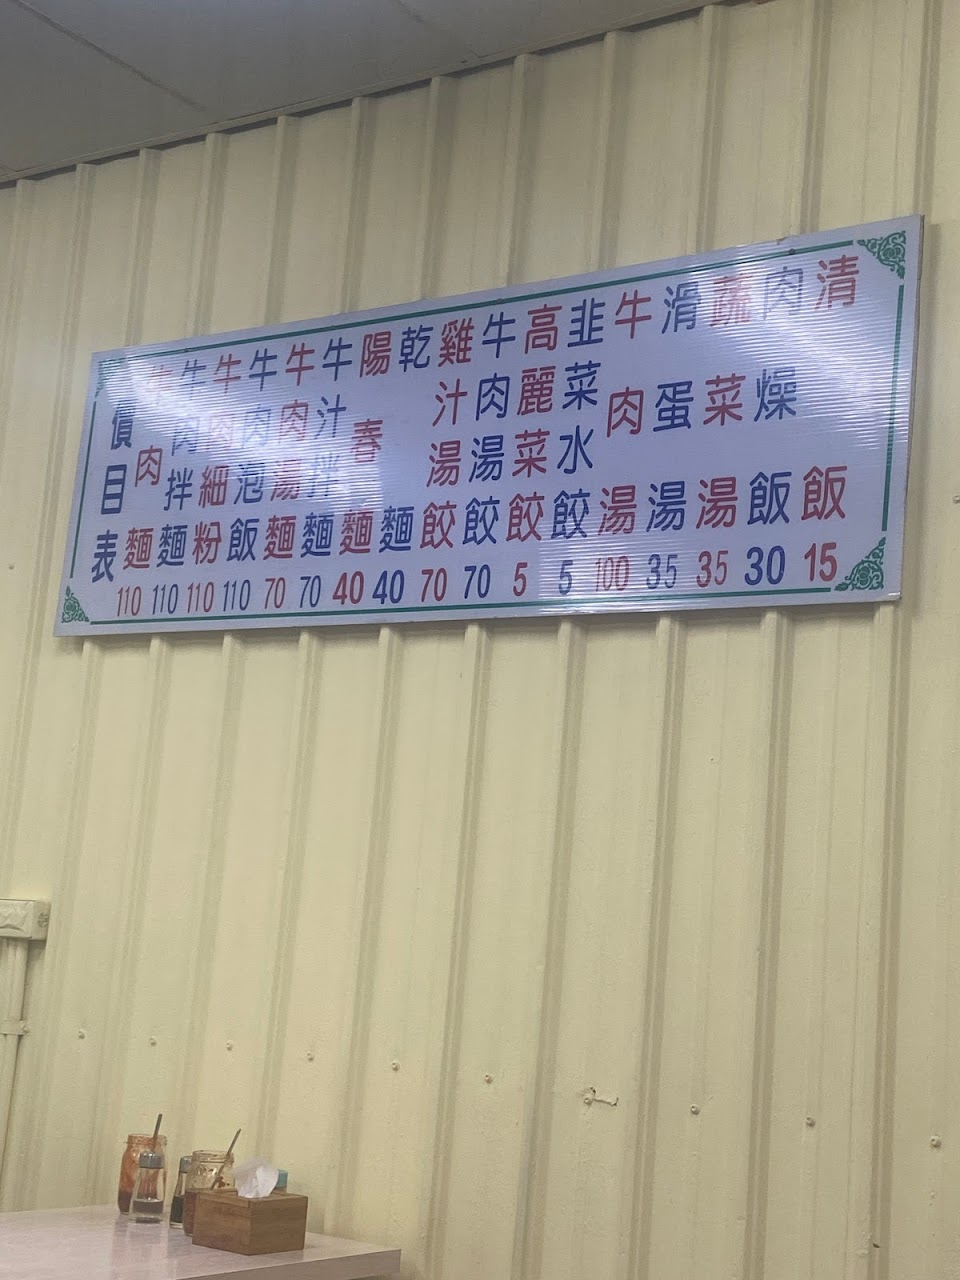 價目表
牛肉麵 110
牛肉拌麵 110
牛肉細粉 110
牛肉泡飯 110
牛肉湯麵 70
牛汁拌麵 70
陽春麵 40
乾麵 40
雞汁湯餃 70
牛肉湯餃 70
高麗菜餃 5
韭菜水餃 5
牛肉湯 100
滑蛋湯 35
蔬菜湯 35
肉燥飯 30
清飯 15